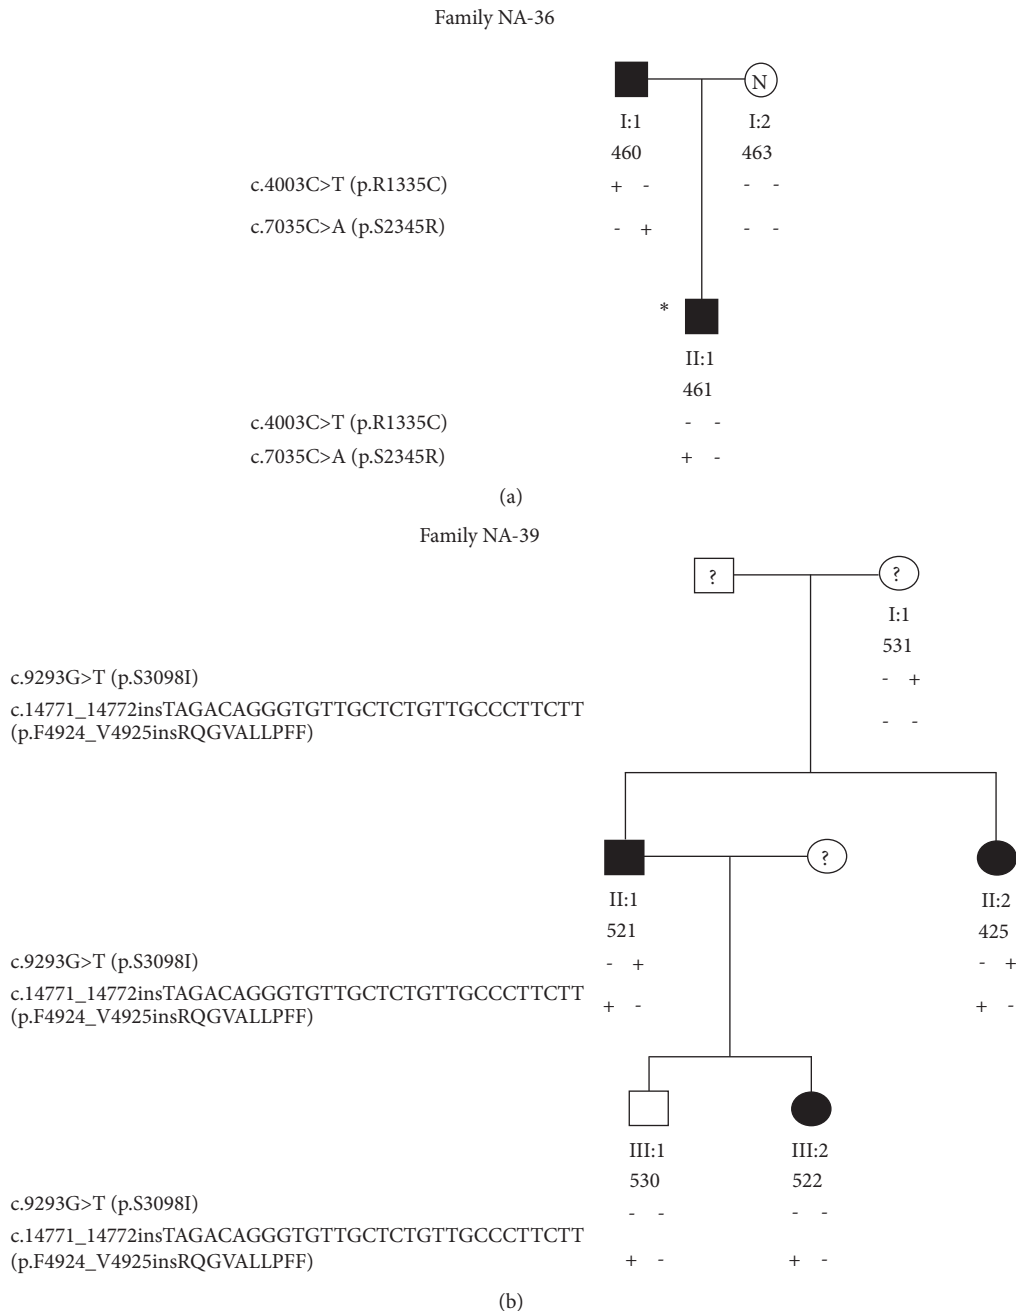 Family NA-36
N
I:1 I:2
460 463
c.4003C>T (p.R1335C) + - - -
c.7035C>A (p.S2345R) - + - -
*
II:1
461
c.4003C>T (p.R1335C) - -
c.7035C>A (p.S2345R) + -
(a)
Family NA-39
? ?
I:1
531
c.9293G>T (p.S3098I) - +
c.14771_14772insTAGACAGGGTGTTGCTCTGTTGCCCTTCTT
(p.F4924_V4925insRQGVALLPFF) - -
?
II:1 II:2
521 425
c.9293G>T (p.S3098I) - + - +
c.14771_14772insTAGACAGGGTGTTGCTCTGTTGCCCTTCTT
(p.F4924_V4925insRQGVALLPFF) + - + -
III:1 III:2
530 522
c.9293G>T (p.S3098I) - - - -
c.14771_14772insTAGACAGGGTGTTGCTCTGTTGCCCTTCTT
(p.F4924_V4925insRQGVALLPFF) + - + -
(b)